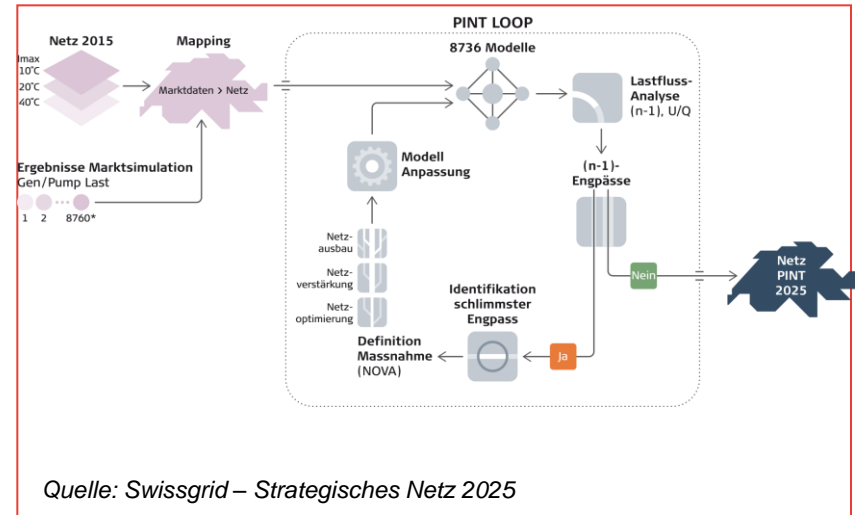 PINT LOOP
Netz 2015
Mapping
8736 Modelle
Imax
10°C
20°C
40°C
Marktdaten > Netz
Lastfluss-
Analyse
(n-1), U/Q
Modell
Anpassung
(n-1)-
Engpässe
Ergebnisse Marktsimulation
Gen/Pump Last
1 2 8760*
Netz-
ausbau
Netz-
verstärkung
Netz-
optimierung
Nein
Netz
PINT
2025
Identifikation
schlimmster
Engpass
Definition
Massnahme
(NOVA)
Ja
Quelle: Swissgrid – Strategisches Netz 2025